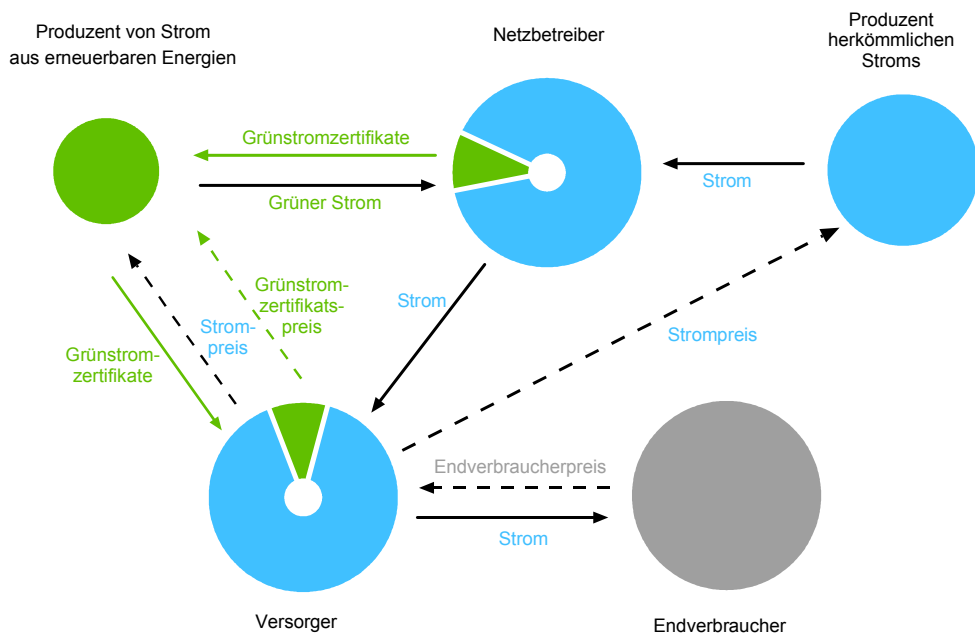 Produzent von Strom
aus erneuerbaren Energien
Netzbetreiber
Produzent
herkömmlichen
Stroms
Grünstromzertifikate
Grüner Strom
Strom
Strom
Grünstrom-
zertifikats-
preis
Strom-
preis
Grünstrom-
zertifikate
Strompreis
Endverbraucherpreis
Strom
Versorger
Endverbraucher